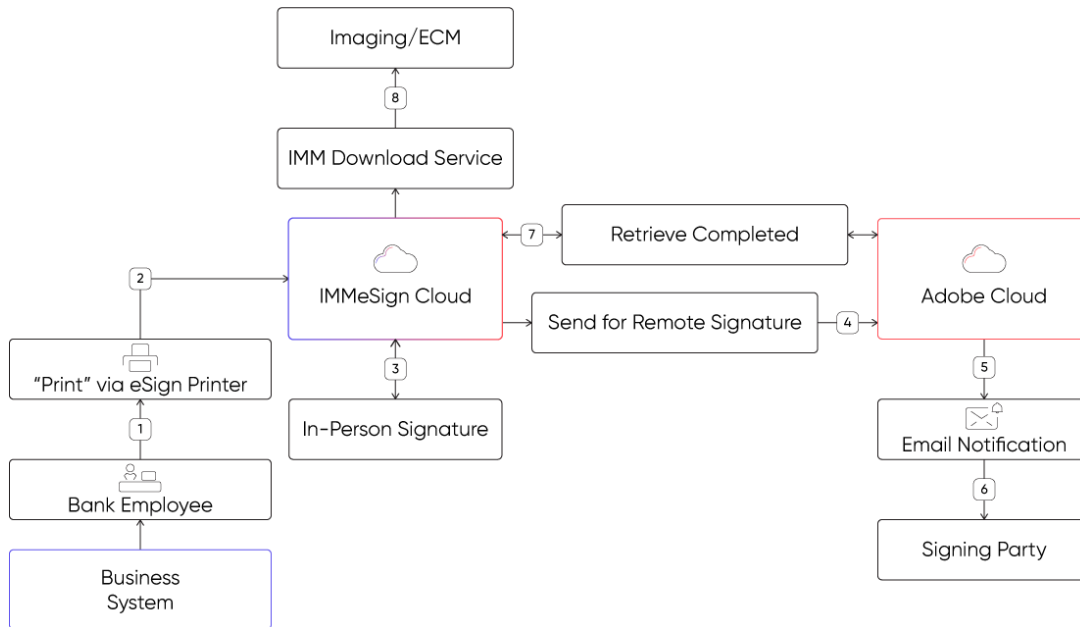 Imaging/ECM
8
IMM Download Service
7
Retrieve Completed
2
IMMeSign Cloud
Adobe Cloud
Send for Remote Signature
4
3
5
“Print” via eSign Printer
1
In-Person Signature
Email Notification
6
Bank Employee
Signing Party
Business
System